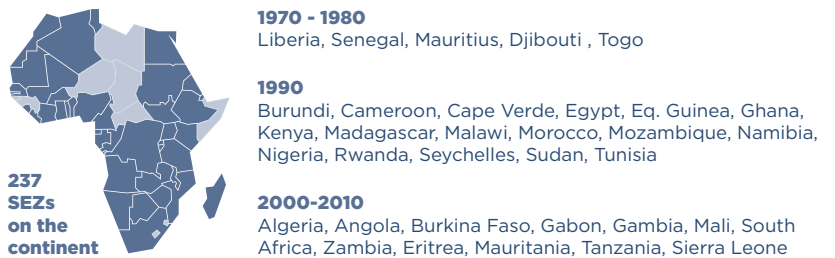 237
SEZs
on the
continent
1970 - 1980
Liberia, Senegal, Mauritius, Djibouti , Togo
1990
Burundi, Cameroon, Cape Verde, Egypt, Eq. Guinea, Ghana,
Kenya, Madagascar, Malawi, Morocco, Mozambique, Namibia,
Nigeria, Rwanda, Seychelles, Sudan, Tunisia
2000-2010
Algeria, Angola, Burkina Faso, Gabon, Gambia, Mali, South
Africa, Zambia, Eritrea, Mauritania, Tanzania, Sierra Leone